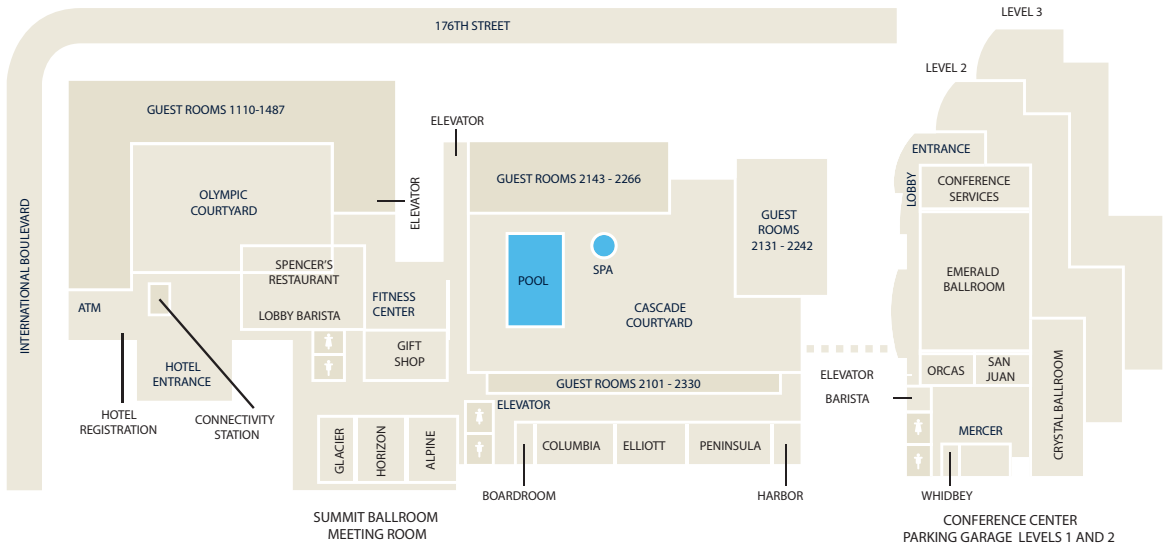 LEVEL 3
176TH STREET
LEVEL 2
GUEST ROOMS 1110-1487
ELEVATOR
ENTRANCE
GUEST ROOMS 2143 - 2266
CONFERENCE
SERVICES
LOBBY
OLYMPIC
COURTYARD
ELEVATOR
GUEST
ROOMS
2131 - 2242
INTERNATIONAL BOULEVARD
SPENCER'S
RESTAURANT
SPA
POOL
EMERALD
BALLROOM
ATM
FITNESS
CENTER
LOBBY BARISTA
CASCADE
COURTYARD
GIFT
SHOP
HOTEL
ENTRANCE
GUEST ROOMS 2101 - 2330
ELEVATOR
ORCAS
SAN
JUAN
BARISTA
CRYSTAL BALLROOM
HOTEL
REGISTRATION
CONNECTIVITY
STATION
ELEVATOR
MERCER
GLACIER
HORIZON
ALPINE
COLUMBIA
ELLIOTT
PENINSULA
BOARDROOM
HARBOR
WHIDBEY
SUMMIT BALLROOM
MEETING ROOM
CONFERENCE CENTER
PARKING GARAGE  LEVELS 1 AND 2